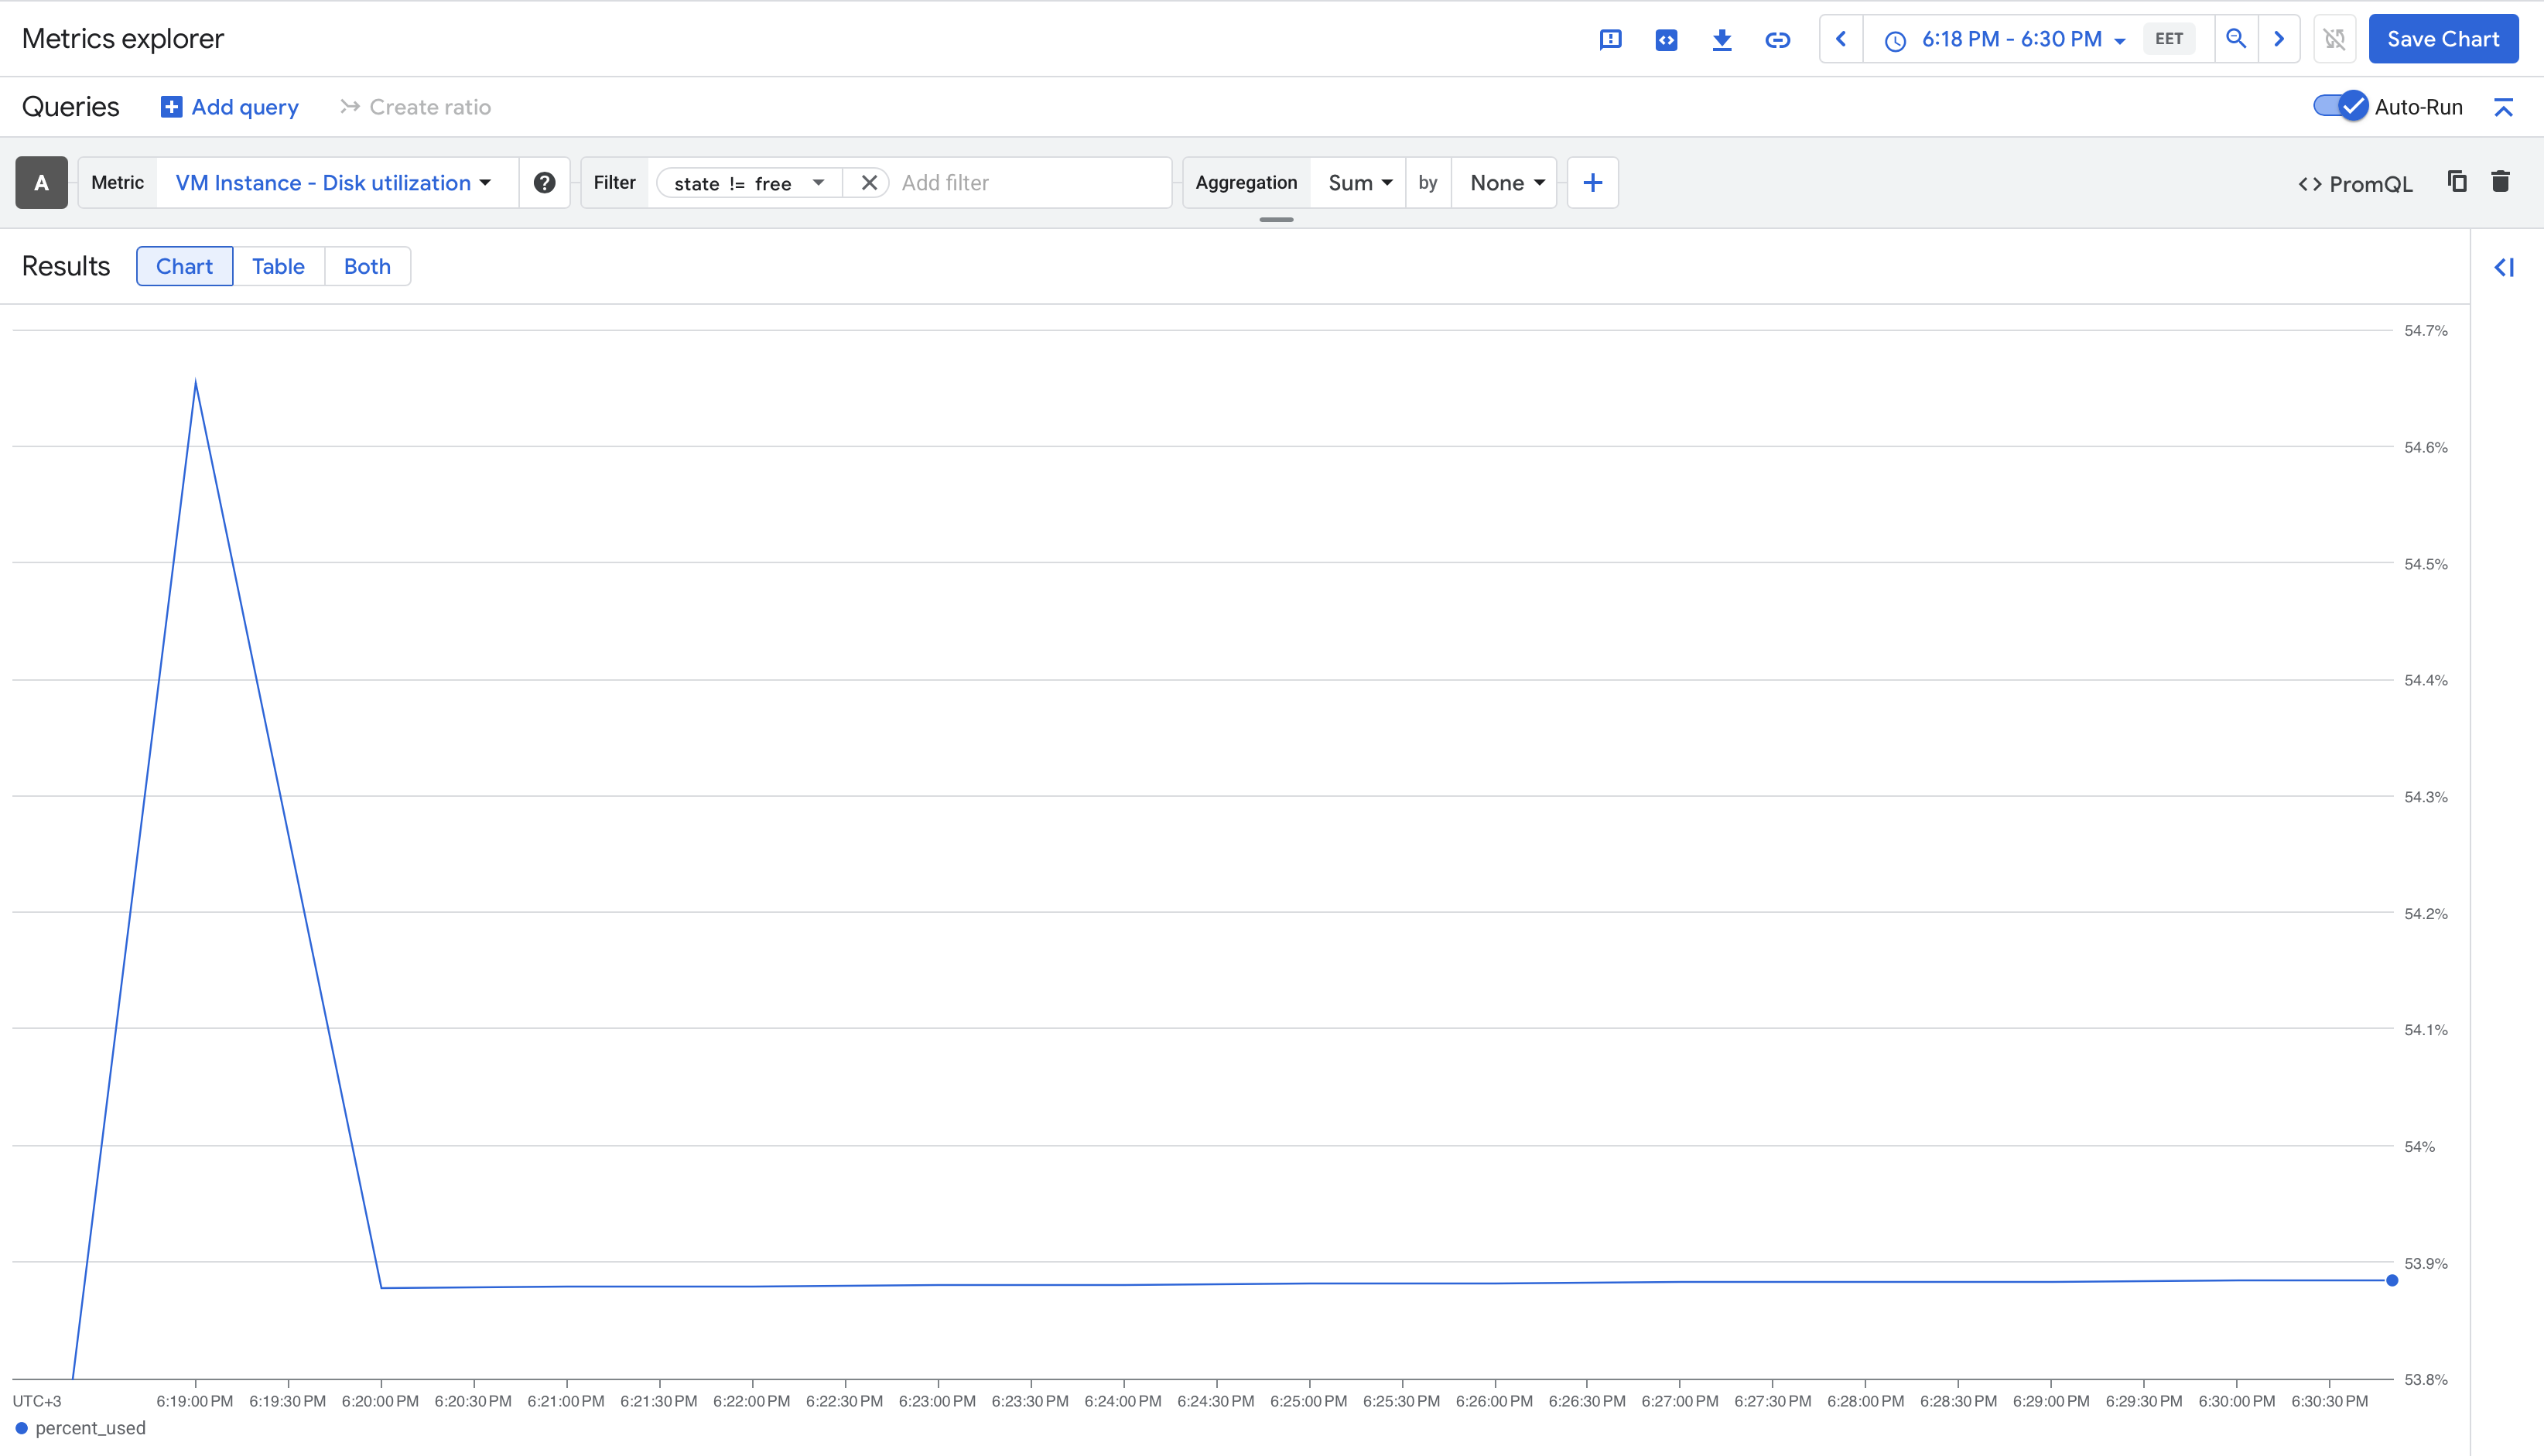 Metrics explorer
6:18 PM - 6:30 PM EET
Save Chart
Queries Add query Create ratio
Auto-Run
A Metric VM Instance - Disk utilization Filter state != free Add filter Aggregation Sum by None
<> PromQL
Results Chart Table Both
54.7%
54.6%
54.5%
54.4%
54.3%
54.2%
54.1%
54%
53.9%
53.8%
UTC+3 6:19:00 PM 6:19:30 PM 6:20:00 PM 6:20:30 PM 6:21:00 PM 6:21:30 PM 6:22:00 PM 6:22:30 PM 6:23:00 PM 6:23:30 PM 6:24:00 PM 6:24:30 PM 6:25:00 PM 6:25:30 PM 6:26:00 PM 6:26:30 PM 6:27:00 PM 6:27:30 PM 6:28:00 PM 6:28:30 PM 6:29:00 PM 6:29:30 PM 6:30:00 PM 6:30:30 PM
percent_used